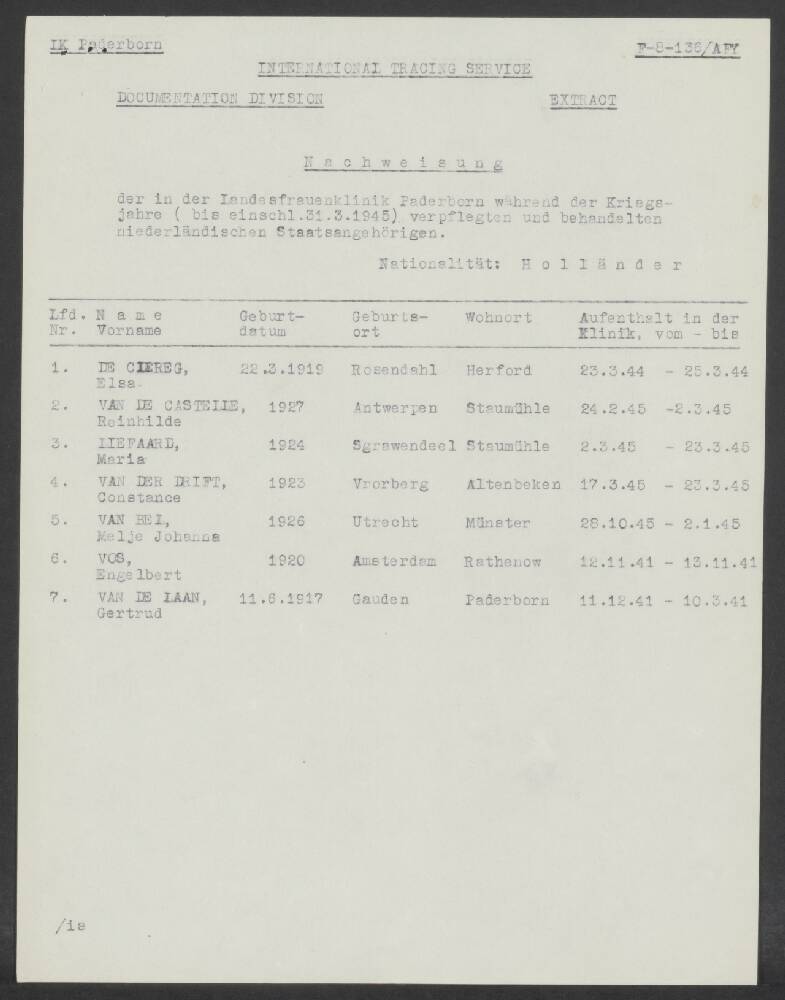 IK Paderborn F-8-136/AFY
INTERNATIONAL TRACING SERVICE
DOCUMENTATION DIVISION EXTRACT
N a c h w e i s u n g
der in der Landesfrauenklinik Paderborn während der Kriegs-
jahre ( bis einschl.31.3.1945) verpflegten und behandelten
niederländischen Staatsangehörigen.
Nationalität: H o l l ä n d e r
Lfd. N a m e Geburt- Geburts- Wohnort Aufenthalt in der
Nr. Vorname datum ort Klinik, vom - bis
1. DE CLEREG, 22.3.1919 Rosendahl Herford 23.3.44 - 25.3.44
Elsa
2. VAN DE CASTELLE, 1927 Antwerpen Staumühle 24.2.45 -2.3.45
Reinhilde
3. LIEFAARD, 1924 Sgrawendeel Staumühle 2.3.45 - 23.3.45
Maria
4. VAN DER DRIFT, 1923 Vrorberg Altenbeken 17.3.45 - 23.3.45
Constance
5. VAN BEL, 1926 Utrecht Münster 28.10.45 - 2.1.45
Melje Johanna
6. VOS, 1920 Amsterdam Rathenow 12.11.41 - 13.11.41
Engelbert
7. VAN DE LAAN, 11.6.1917 Gauden Paderborn 11.12.41 - 10.3.41
Gertrud
/is